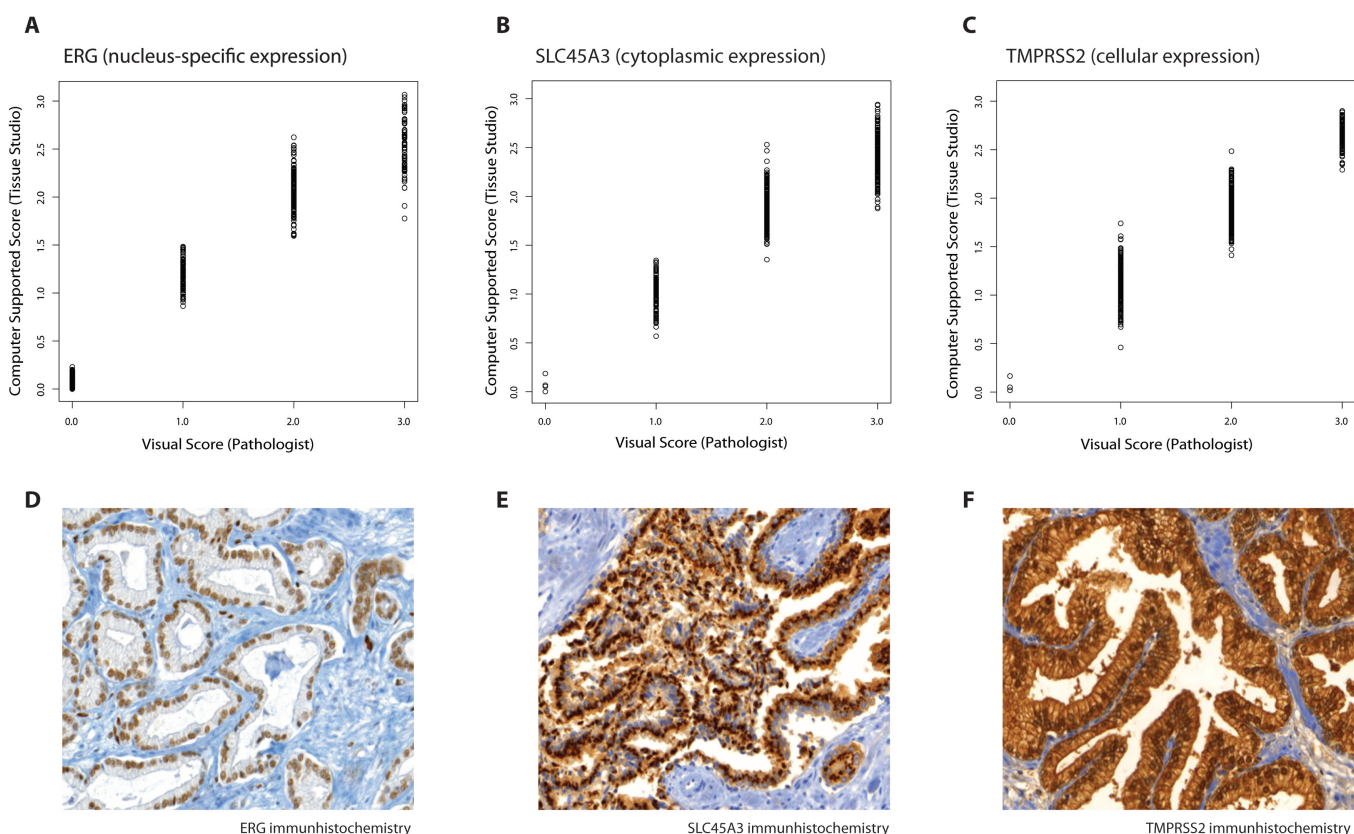 A
ERG (nucleus-specific expression)
Computer Supported Score (Tissue Studio)
3.0
2.5
2.0
1.5
1.0
0.5
0.0
0.0 1.0 2.0 3.0
Visual Score (Pathologist)
B
SLC45A3 (cytoplasmic expression)
Computer Supported Score (Tissue Studio)
3.0
2.5
2.0
1.5
1.0
0.5
0.0
0.0 1.0 2.0 3.0
Visual Score (Pathologist)
C
TMPRSS2 (cellular expression)
Computer Supported Score (Tissue Studio)
3.0
2.5
2.0
1.5
1.0
0.5
0.0
0.0 1.0 2.0 3.0
Visual Score (Pathologist)
D
ERG immunhistochemistry
E
SLC45A3 immunhistochemistry
F
TMPRSS2 immunhistochemistry